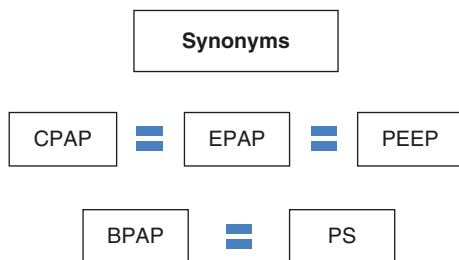 Synonyms
CPAP = EPAP = PEEP
BPAP = PS